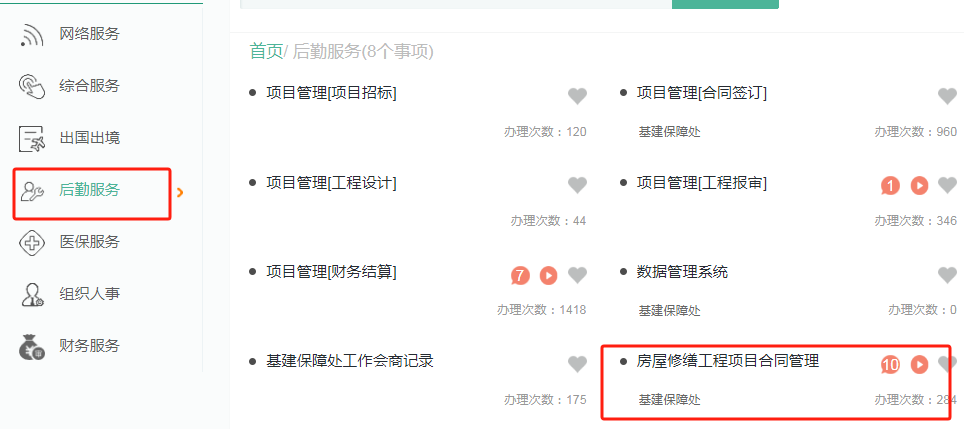 网络服务
综合服务
出国出境
后勤服务
医保服务
组织人事
财务服务
首页/ 后勤服务(8个事项)
项目管理[项目招标]
办理次数：120
项目管理[合同签订]
基建保障处 办理次数：960
项目管理[工程设计]
办理次数：44
项目管理[工程报审] 1
办理次数：346
项目管理[财务结算] 7
办理次数：1418
数据管理系统
基建保障处 办理次数：0
基建保障处工作会商记录
办理次数：175
房屋修缮工程项目合同管理 10
基建保障处 办理次数：284